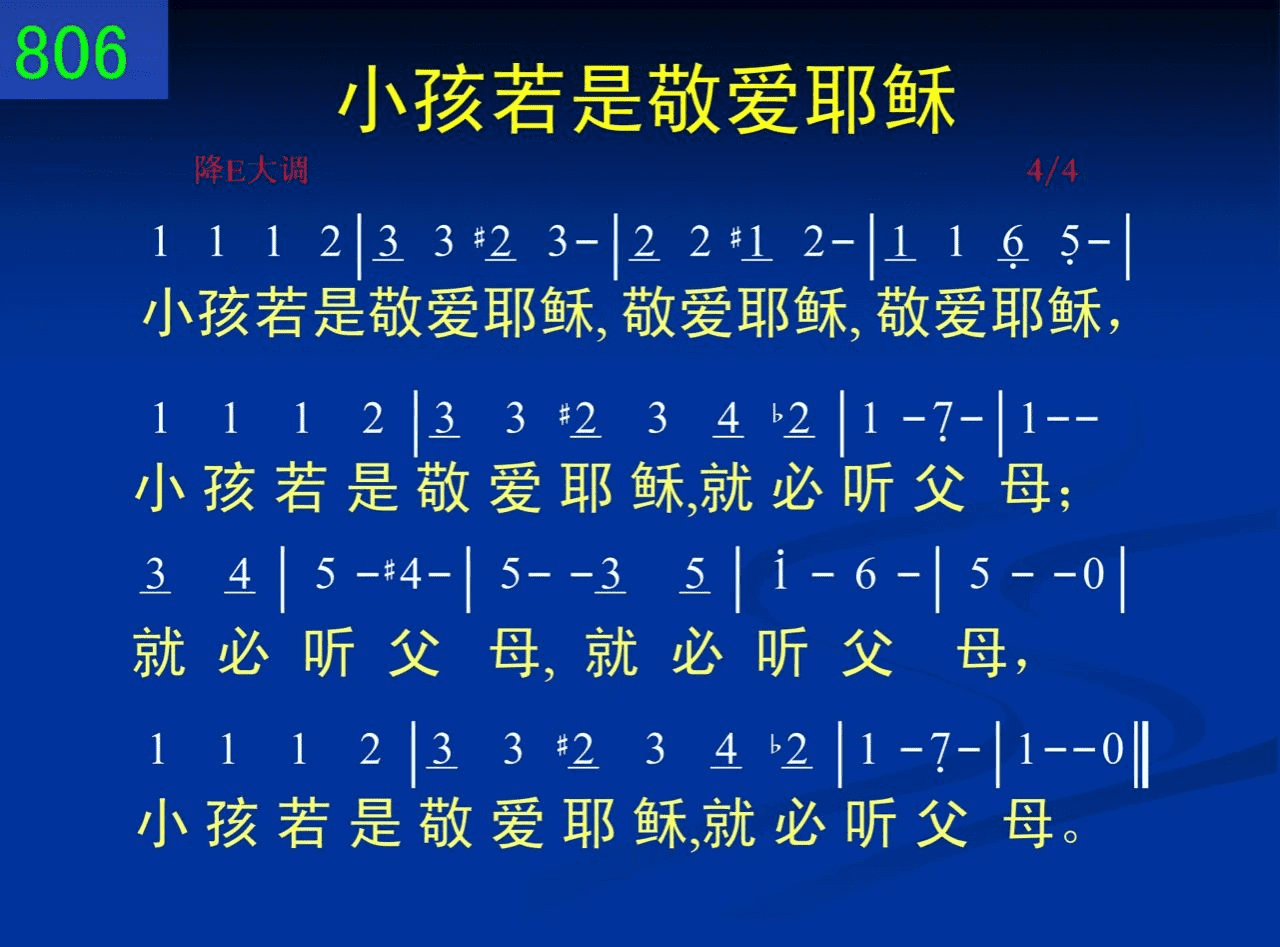 806
小孩若是敬爱耶稣
降E大调 4/4
1 1 1 2 | 3̲ 3 #2̲ 3- | 2̲ 2 #1̲ 2- | 1̲ 1 6̣̲ 5̣- |
小孩若是敬爱耶稣, 敬爱耶稣, 敬爱耶稣，
1 1 1 2 | 3̲ 3 #2̲ 3 4̲ ♭2̲ | 1 -7̣- | 1--
小孩若是敬爱耶稣,就必听父母；
3̲ 4̲ | 5 -#4- | 5- -3̲ 5̲ | 1̇ - 6 - | 5 - -0 |
就必听父母, 就必听父母，
1 1 1 2 | 3̲ 3 #2̲ 3 4̲ ♭2̲ | 1 -7̣- | 1--0 ‖
小孩若是敬爱耶稣,就必听父母。